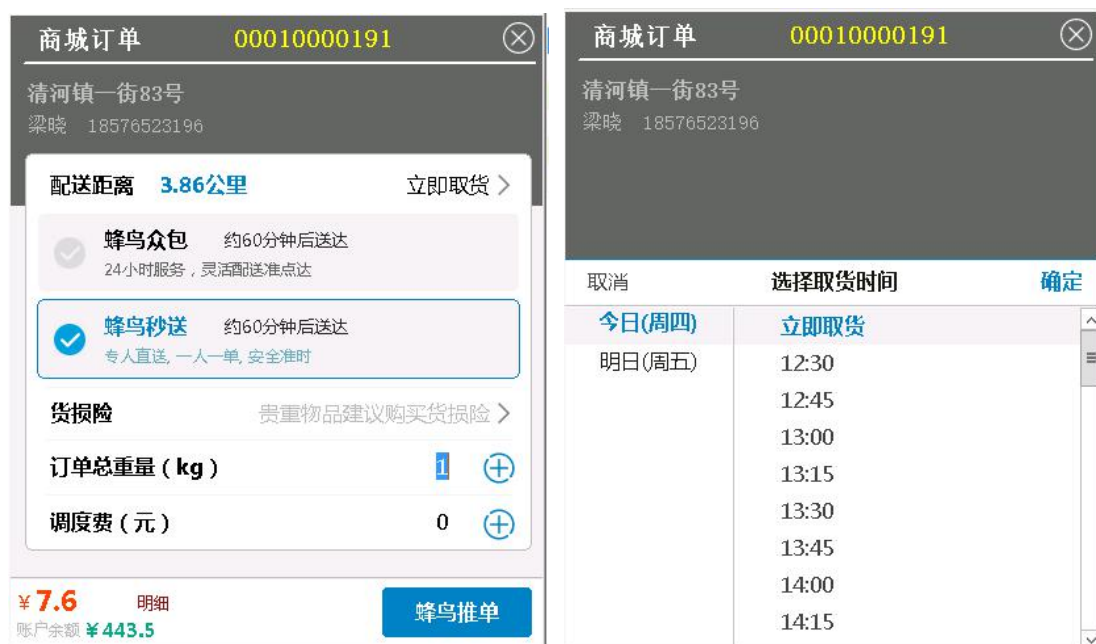 商城订单 00010000191
清河镇一街83号
梁晓 18576523196
配送距离 3.86公里 立即取货
蜂鸟众包 约60分钟后送达
24小时服务，灵活配送准点达
蜂鸟秒送 约60分钟后送达
专人直送, 一人一单, 安全准时
货损险 贵重物品建议购买货损险
订单总重量（kg） 1
调度费（元） 0
¥7.6 明细
账户余额 ¥443.5
蜂鸟推单
商城订单 00010000191
清河镇一街83号
梁晓 18576523196
取消 选择取货时间 确定
今日(周四) 立即取货
明日(周五) 12:30
12:45
13:00
13:15
13:30
13:45
14:00
14:15